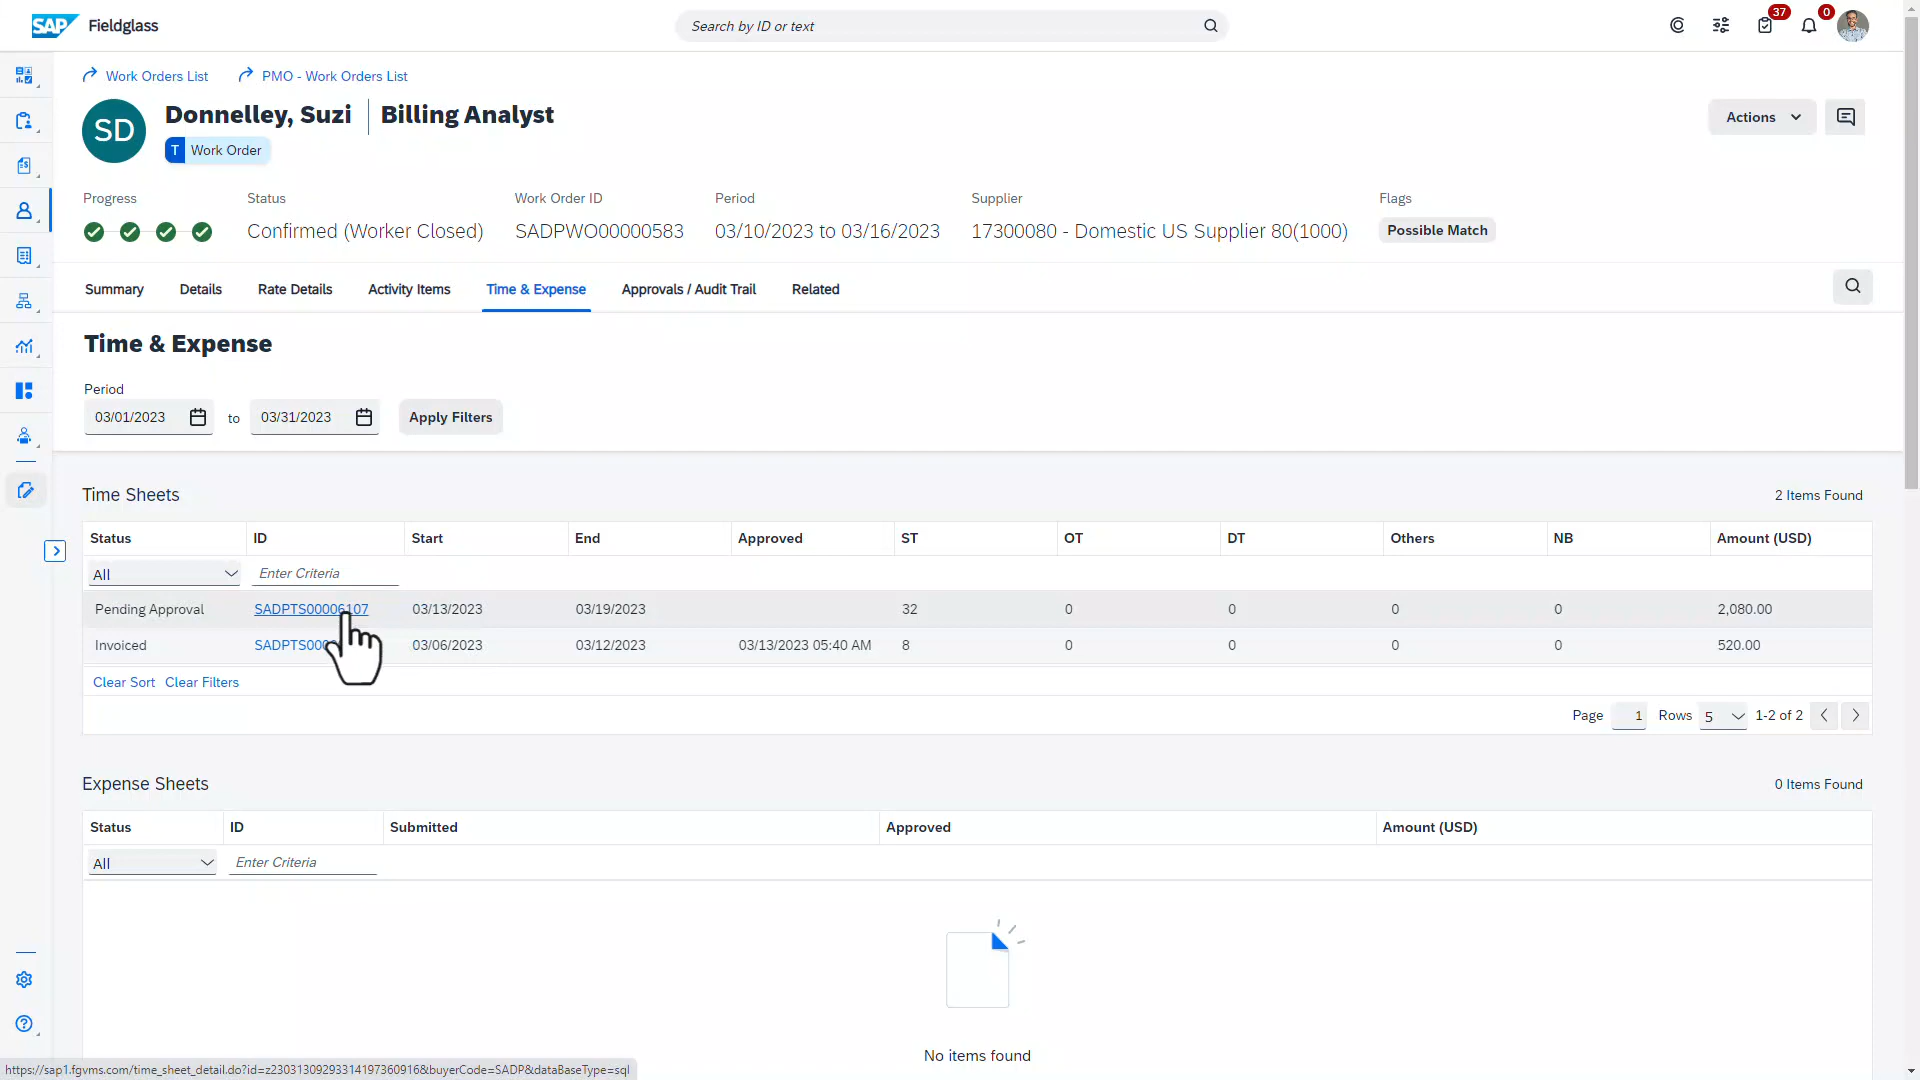 SAP Fieldglass
Search by ID or text
37
0
Work Orders List
PMO - Work Orders List
SD
Donnelley, Suzi | Billing Analyst
T Work Order
Actions
Progress Status Work Order ID Period Supplier Flags
Confirmed (Worker Closed) SADPWO00000583 03/10/2023 to 03/16/2023 17300080 - Domestic US Supplier 80(1000) Possible Match
Summary Details Rate Details Activity Items Time & Expense Approvals / Audit Trail Related
Time & Expense
Period
03/01/2023 to 03/31/2023 Apply Filters
Time Sheets 2 Items Found
Status ID Start End Approved ST OT DT Others NB Amount (USD)
All Enter Criteria
Pending Approval SADPTS00006107 03/13/2023 03/19/2023 32 0 0 0 0 2,080.00
Invoiced 03/06/2023 03/12/2023 03/13/2023 05:40 AM 8 0 0 0 0 520.00
Clear Sort Clear Filters
Page 1 Rows 5 1-2 of 2
Expense Sheets 0 Items Found
Status ID Submitted Approved Amount (USD)
All Enter Criteria
No items found
https://sap1.fgvms.com/time_sheet_detail.do?id=z23031309293314197360916&buyerCode=SADP&dataBaseType=sql